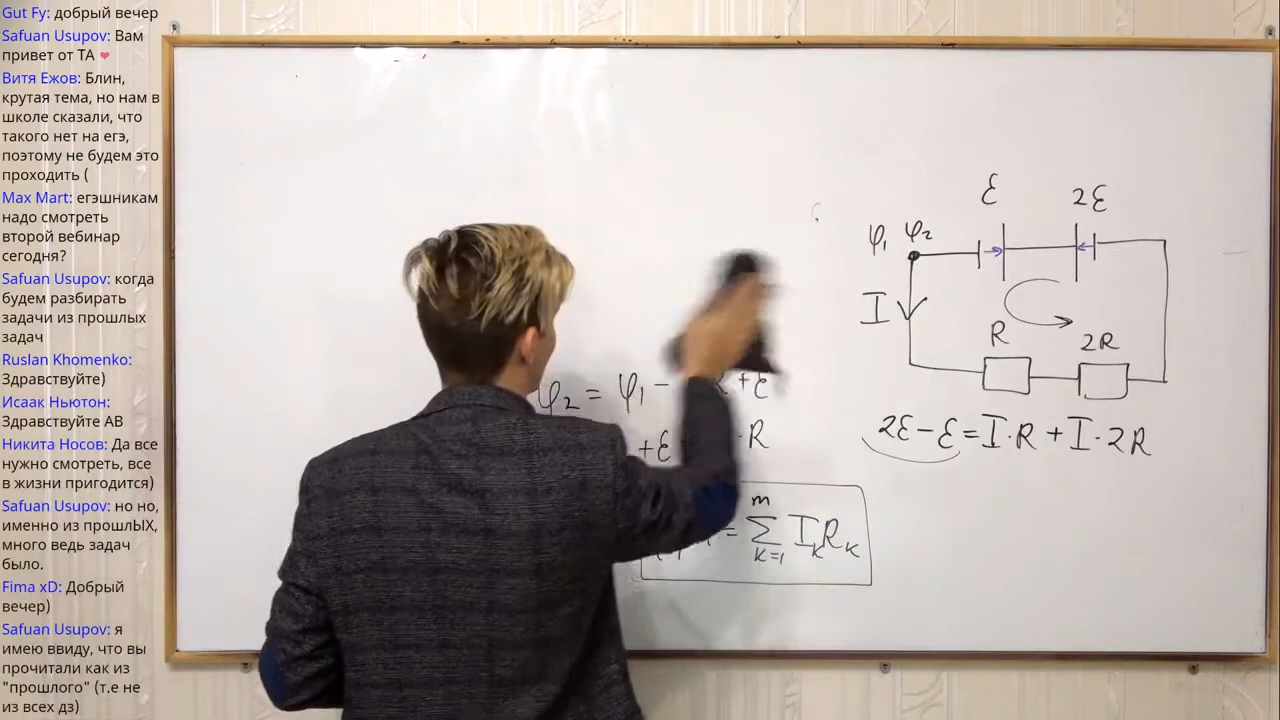 Gut Fy: добрый вечер
Safuan Usupov: Вам
привет от ТА ❤
Витя Ежов: Блин,
крутая тема, но нам в
школе сказали, что
такого нет на егэ,
поэтому не будем это
проходить (
Max Mart: егэшникам
надо смотреть
второй вебинар
сегодня?
Safuan Usupov: когда
будем разбирать
задачи из прошлых
задач
Ruslan Khomenko:
Здравствуйте)
Исаак Ньютон:
Здравствуйте АВ
Никита Носов: Да все
нужно смотреть, все
в жизни пригодится)
Safuan Usupov: но но,
именно из прошлЫХ,
много ведь задач
было.
Fima xD: Добрый
вечер)
Safuan Usupov: я
имею ввиду, что вы
прочитали как из
"прошлого" (т.е не
из всех дз)
φ₂ = φ₁ − R + ℰ
+ℰ · R
= ∑ₖ₌₁ᵐ IₖRₖ
ℰ 2ℰ
φ₁ φ₂
I
R 2R
2ℰ − ℰ = I·R + I·2R